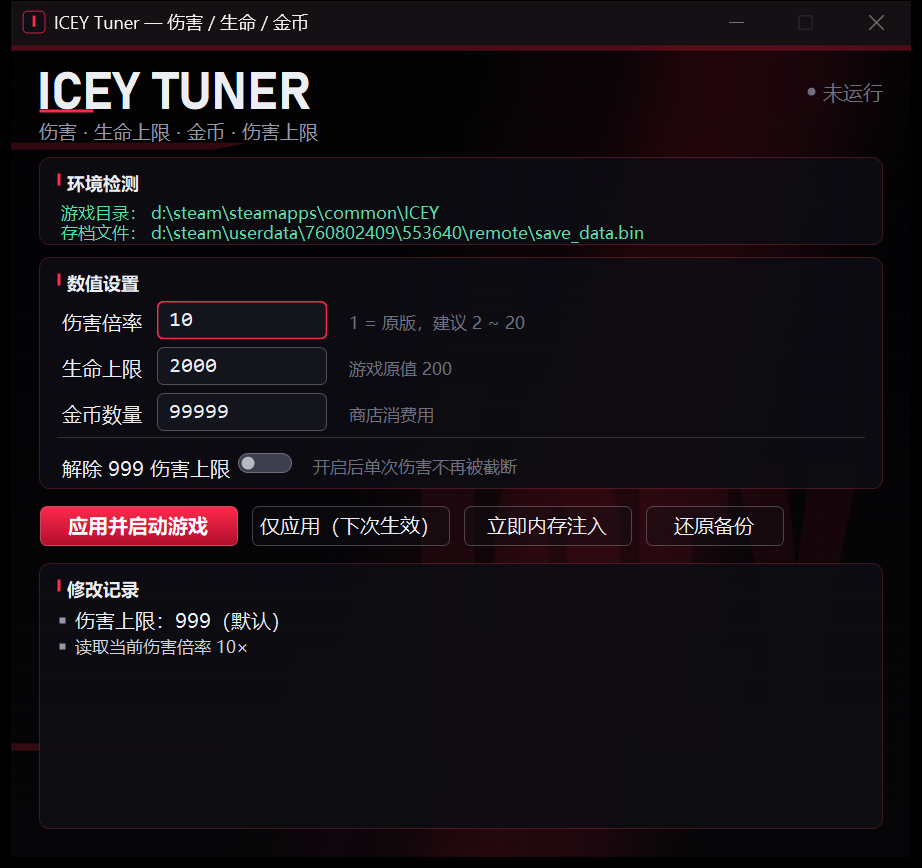 ICEY Tuner — 伤害 / 生命 / 金币
ICEY TUNER
● 未运行
伤害 · 生命上限 · 金币 · 伤害上限
环境检测
游戏目录： d:\steam\steamapps\common\ICEY
存档文件： d:\steam\userdata\760802409\553640\remote\save_data.bin
数值设置
伤害倍率 10 1 = 原版，建议 2 ~ 20
生命上限 2000 游戏原值 200
金币数量 99999 商店消费用
解除 999 伤害上限 开启后单次伤害不再被截断
应用并启动游戏 仅应用（下次生效） 立即内存注入 还原备份
修改记录
▪ 伤害上限：999（默认）
▪ 读取当前伤害倍率 10×